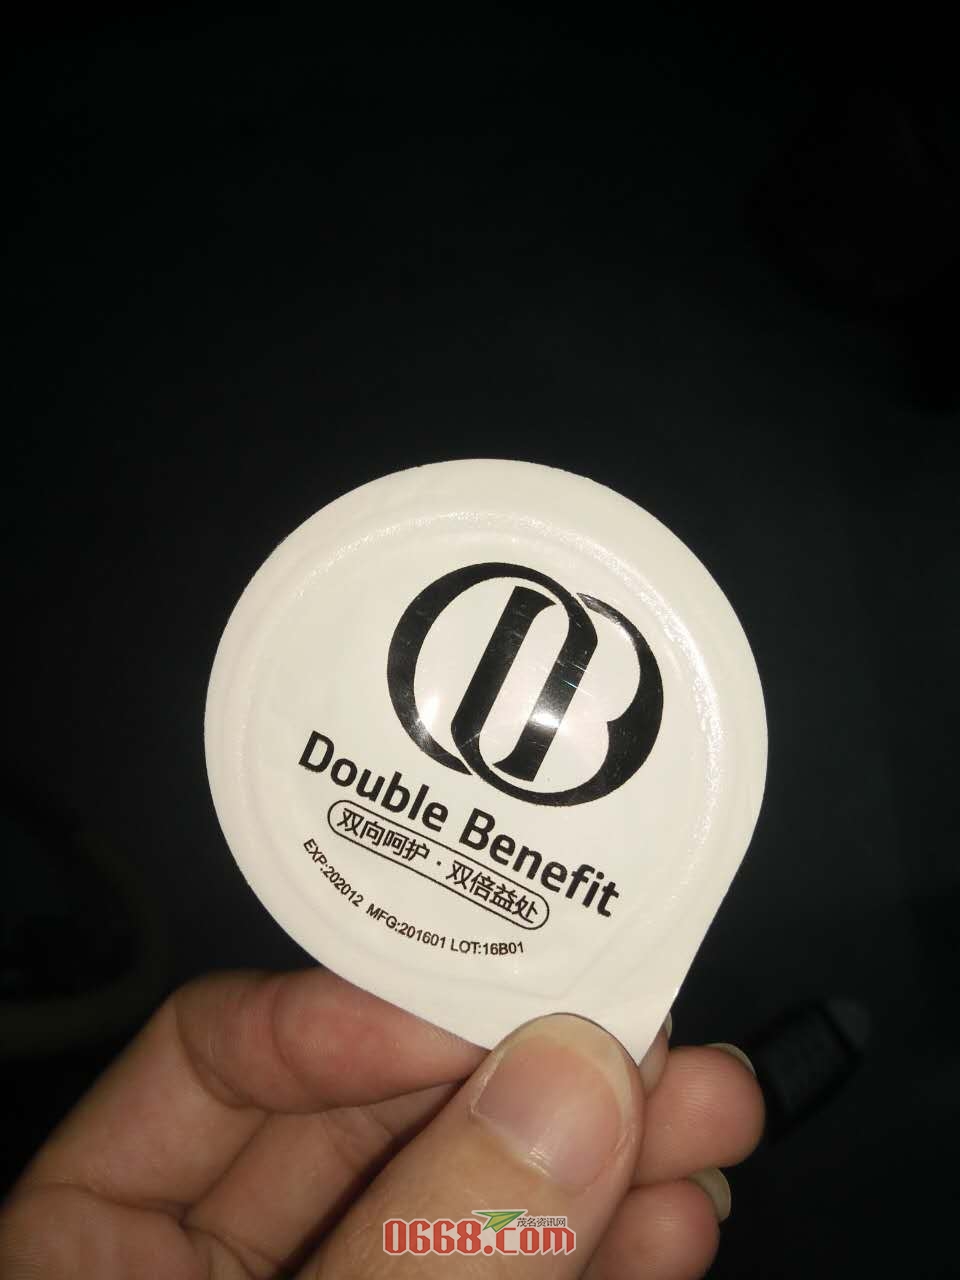 Double Benefit
双向呵护·双倍益处
EXP:202012 MFG:201601 LOT:16B01
茂名资讯网
0668.com